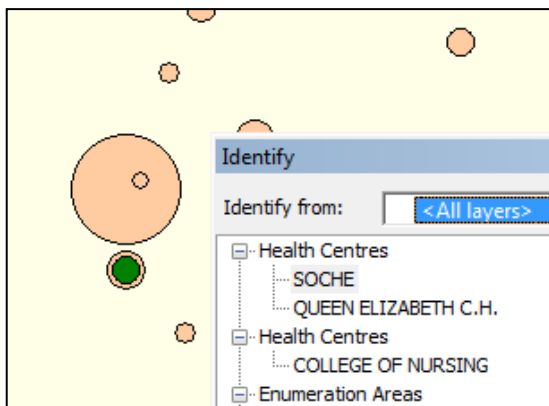 Identify
Identify from: <All layers>
Health Centres
SOCHE
QUEEN ELIZABETH C.H.
Health Centres
COLLEGE OF NURSING
Enumeration Areas